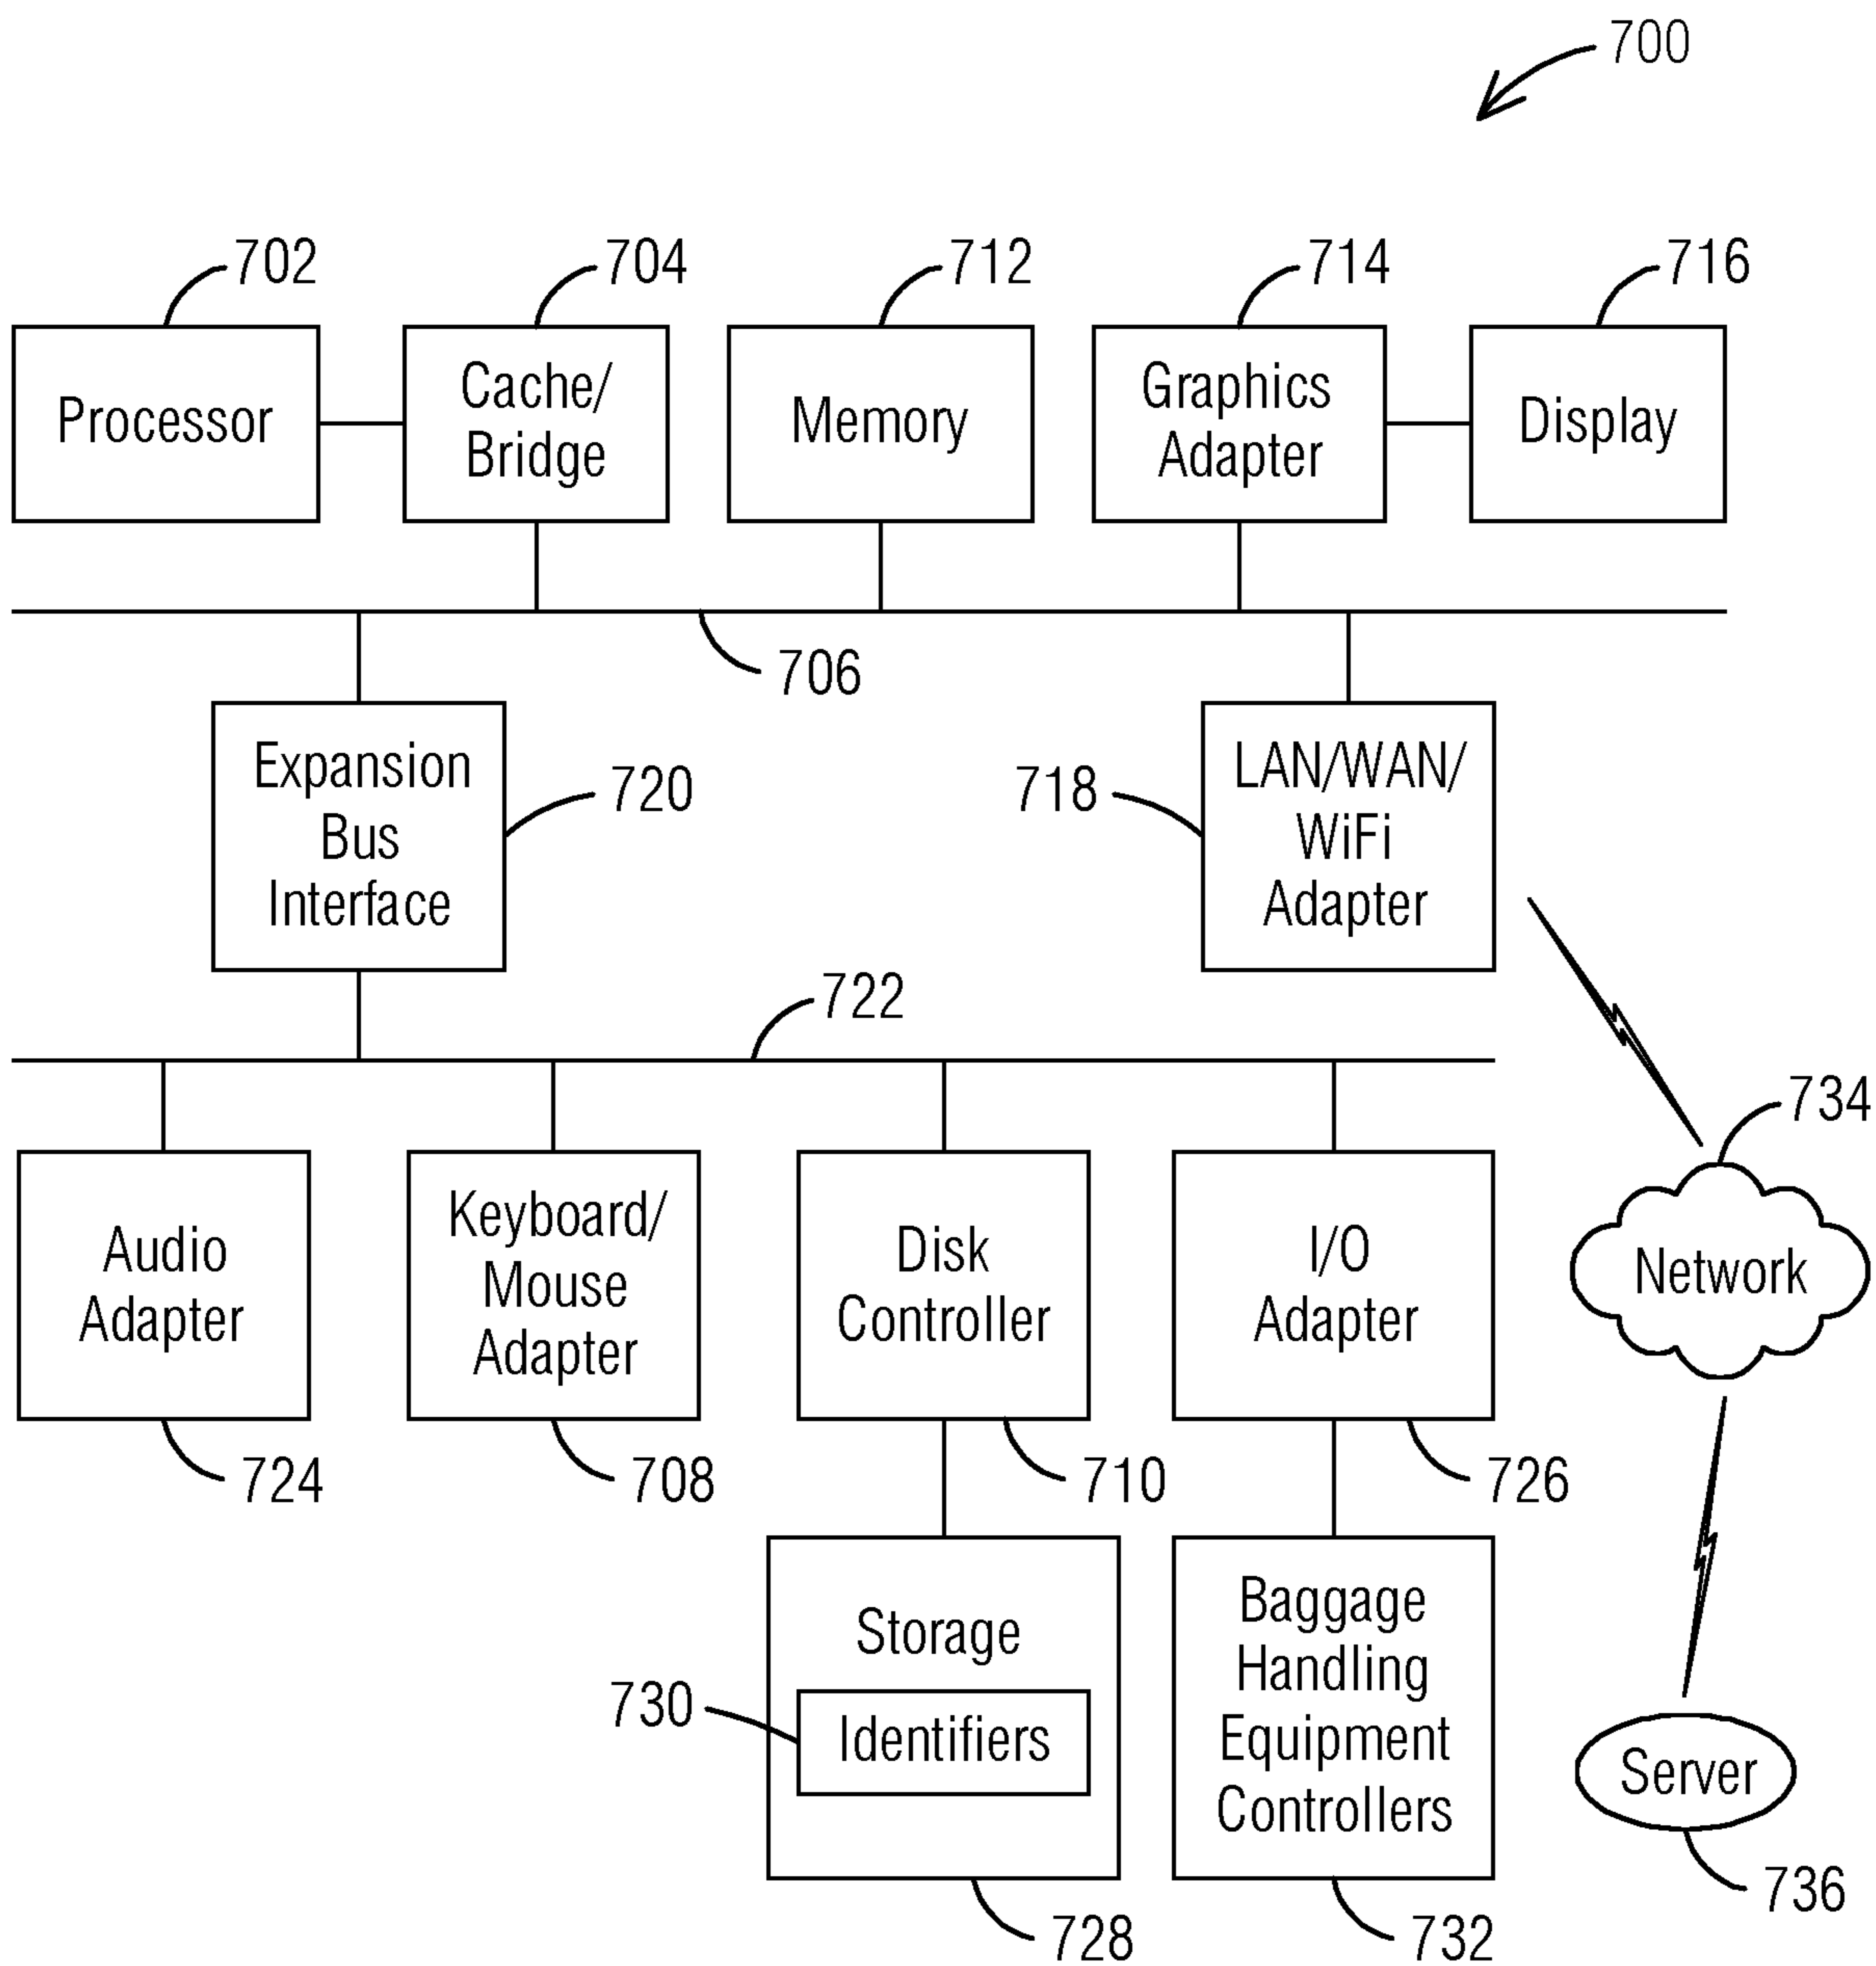 700
702
704
712
714
716
Processor
Cache/
Bridge
Memory
Graphics
Adapter
Display
706
Expansion
Bus
Interface
720
718
LAN/WAN/
WiFi
Adapter
722
734
Audio
Adapter
Keyboard/
Mouse
Adapter
Disk
Controller
I/O
Adapter
Network
724
708
710
726
Storage
730
Identifiers
Baggage
Handling
Equipment
Controllers
Server
736
728
732